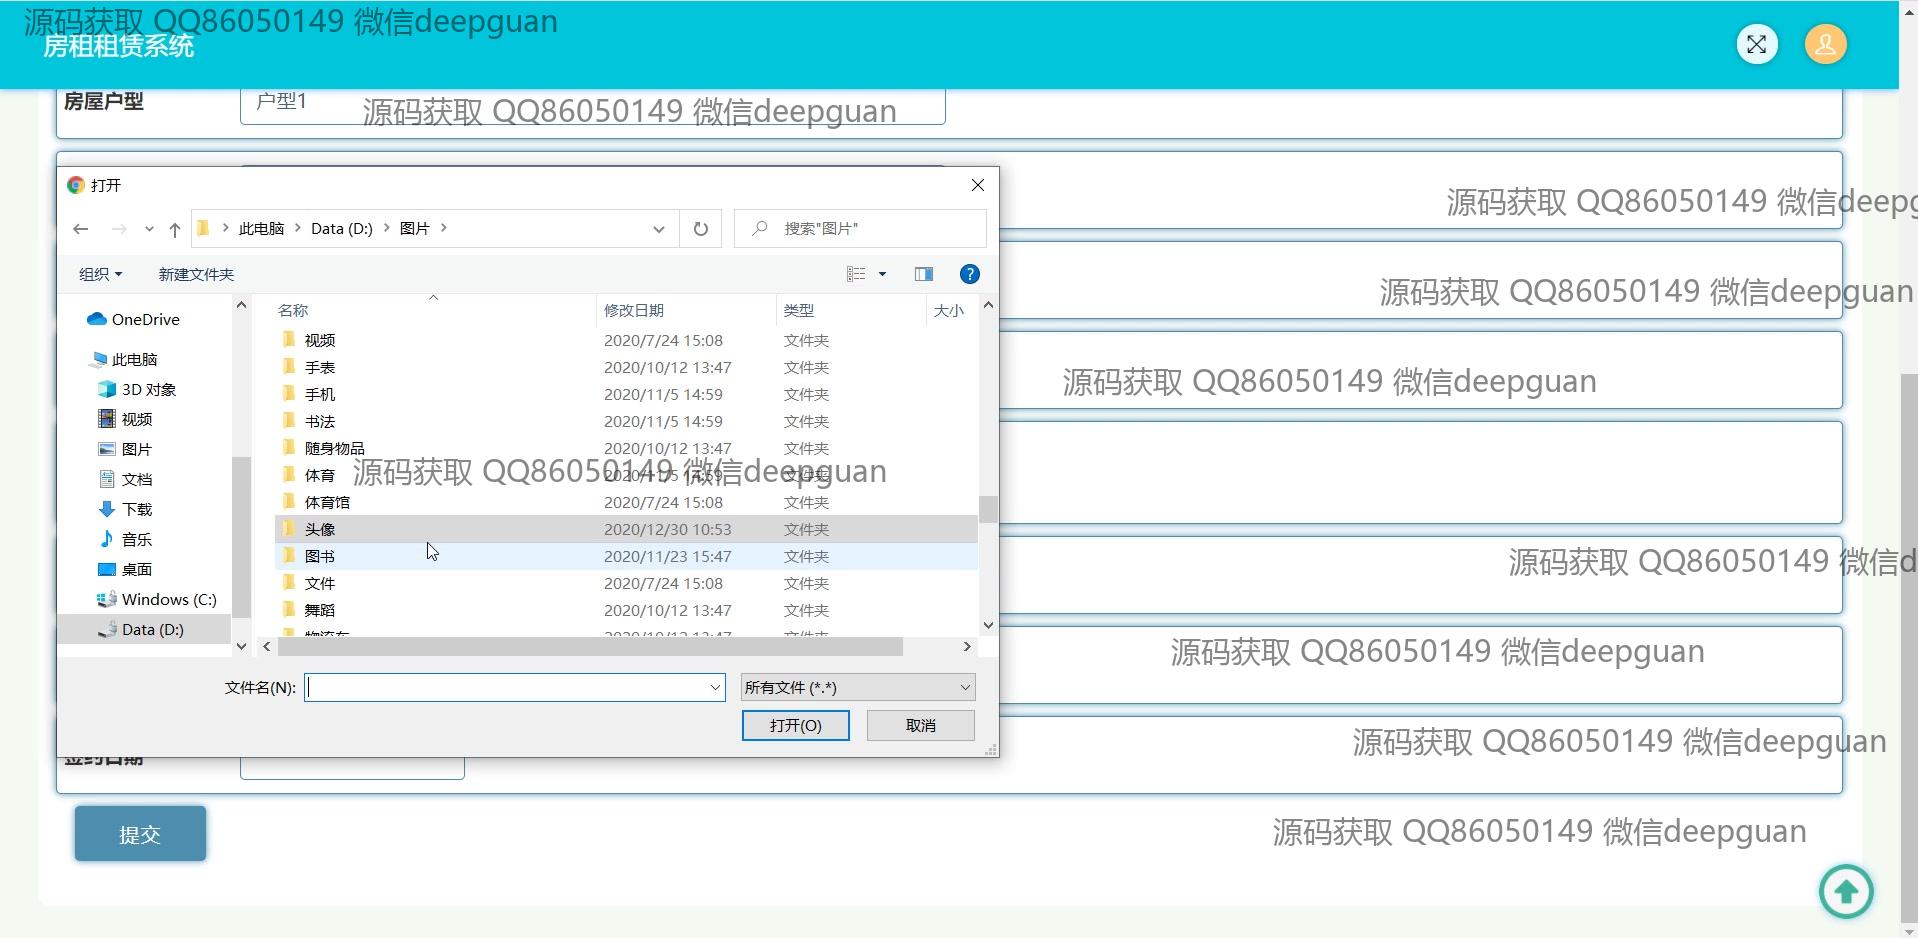 源码获取 QQ86050149 微信deepguan
房租租赁系统
房屋户型
户型1
源码获取 QQ86050149 微信deepguan
打开
源码获取 QQ86050149 微信deepg
此电脑
Data (D:)
图片
搜索"图片"
组织
新建文件夹
源码获取 QQ86050149 微信deepguan
名称
修改日期
类型
大小
OneDrive
此电脑
3D 对象
视频
图片
文档
下载
音乐
桌面
Windows (C:)
Data (D:)
视频 2020/7/24 15:08 文件夹
手表 2020/10/12 13:47 文件夹
手机 2020/11/5 14:59 文件夹
源码获取 QQ86050149 微信deepguan
书法 2020/11/5 14:59 文件夹
随身物品 2020/10/12 13:47 文件夹
体育 2020/11/5 14:59 文件夹
源码获取 QQ86050149 微信deepguan
体育馆 2020/7/24 15:08 文件夹
头像 2020/12/30 10:53 文件夹
图书 2020/11/23 15:47 文件夹
源码获取 QQ86050149 微信d
文件 2020/7/24 15:08 文件夹
舞蹈 2020/10/12 13:47 文件夹
源码获取 QQ86050149 微信deepguan
文件名(N):
所有文件 (*.*)
打开(O)
取消
源码获取 QQ86050149 微信deepguan
签约日期
提交
源码获取 QQ86050149 微信deepguan